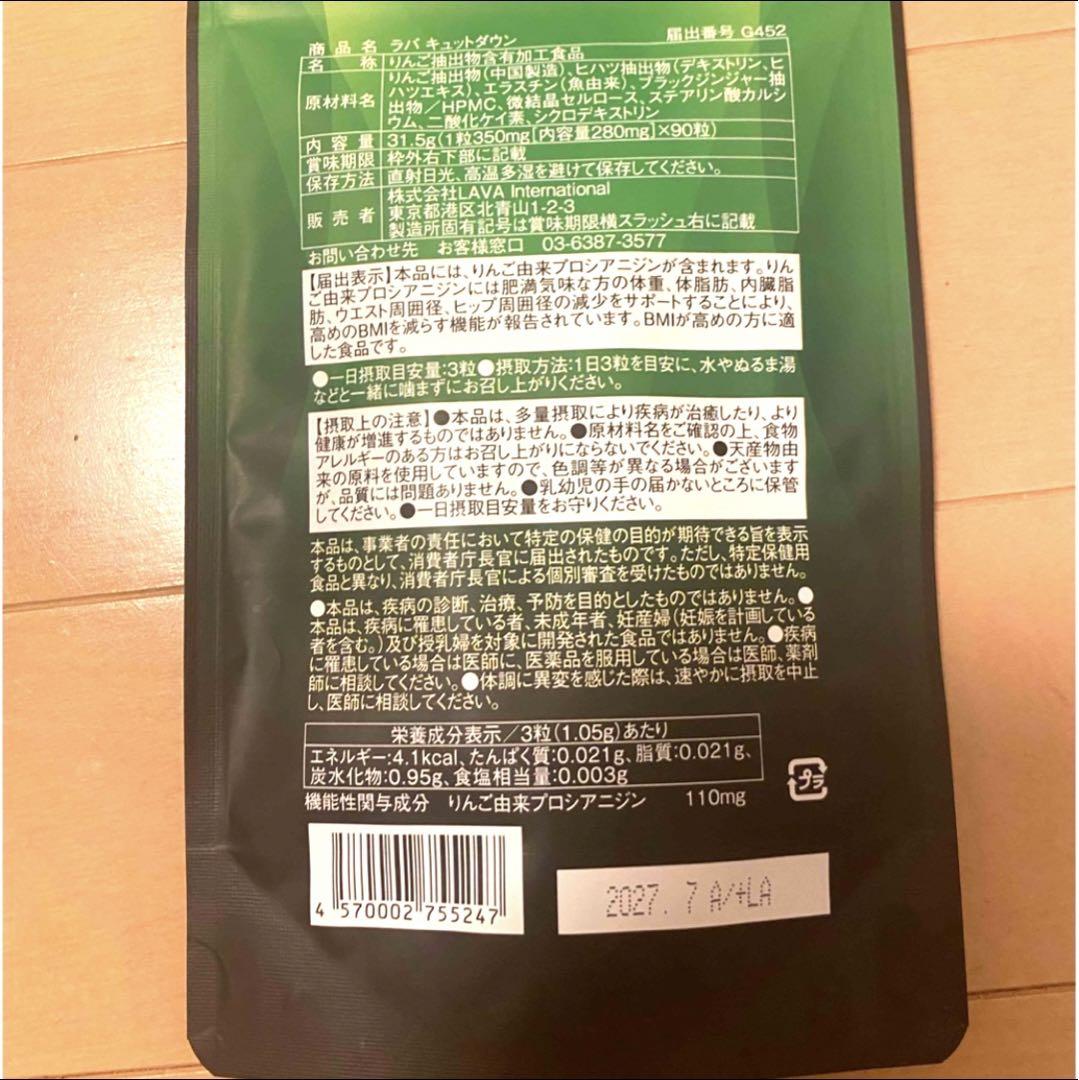 商品名 ラバ キュットダウン 届出番号 G452
名称 りんご抽出物含有加工食品
原材料名 りんご抽出物(中国製造)、ヒハツ抽出物(デキストリン、ヒ
ハツエキス)、エラスチン(魚由来)、ブラックジンジャー抽
出物/HPMC、微結晶セルロース、ステアリン酸カルシ
ウム、二酸化ケイ素、シクロデキストリン
内容量 31.5g(1粒350mg[内容量280mg]×90粒)
賞味期限 枠外右下部に記載
保存方法 直射日光、高温多湿を避けて保存してください。
販売者 株式会社LAVA International
東京都港区北青山1-2-3
製造所固有記号は賞味期限横スラッシュ右に記載
お問い合わせ先 お客様窓口 03-6387-3577
【届出表示】本品には、りんご由来プロシアニジンが含まれます。りん
ご由来プロシアニジンには肥満気味な方の体重、体脂肪、内臓脂
肪、ウエスト周囲径、ヒップ周囲径の減少をサポートすることにより、
高めのBMIを減らす機能が報告されています。BMIが高めの方に適
した食品です。
●一日摂取目安量:3粒●摂取方法:1日3粒を目安に、水やぬるま湯
などと一緒に噛まずにお召し上がりください。
【摂取上の注意】●本品は、多量摂取により疾病が治癒したり、より
健康が増進するものではありません。●原材料名をご確認の上、食物
アレルギーのある方はお召し上がりにならないでください。●天産物由
来の原料を使用していますので、色調等が異なる場合がございます
が、品質には問題ありません。●乳幼児の手の届かないところに保管
してください。●一日摂取目安量をお守りください。
本品は、事業者の責任において特定の保健の目的が期待できる旨を表示
するものとして、消費者庁長官に届出されたものです。ただし、特定保健用
食品と異なり、消費者庁長官による個別審査を受けたものではありません。
●本品は、疾病の診断、治療、予防を目的としたものではありません。●
本品は、疾病に罹患している者、未成年者、妊産婦(妊娠を計画している
者を含む。)及び授乳婦を対象に開発された食品ではありません。●疾病
に罹患している場合は医師に、医薬品を服用している場合は医師、薬剤
師に相談してください。●体調に異変を感じた際は、速やかに摂取を中止
し、医師に相談してください。
栄養成分表示/3粒(1.05g)あたり
エネルギー:4.1kcal、たんぱく質:0.021g、脂質:0.021g、
炭水化物:0.95g、食塩相当量:0.003g
機能性関与成分 りんご由来プロシアニジン 110mg
プラ
4 570002 755247
2027. 7 A/+LA